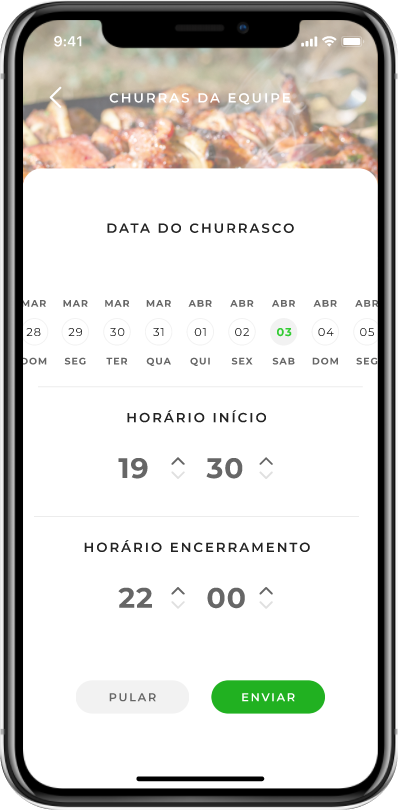 9:41
CHURRAS DA EQUIPE
DATA DO CHURRASCO
MAR MAR MAR MAR ABR ABR ABR ABR ABR
28 29 30 31 01 02 03 04 05
DOM SEG TER QUA QUI SEX SAB DOM SEG
HORÁRIO INÍCIO
19 30
HORÁRIO ENCERRAMENTO
22 00
PULAR ENVIAR